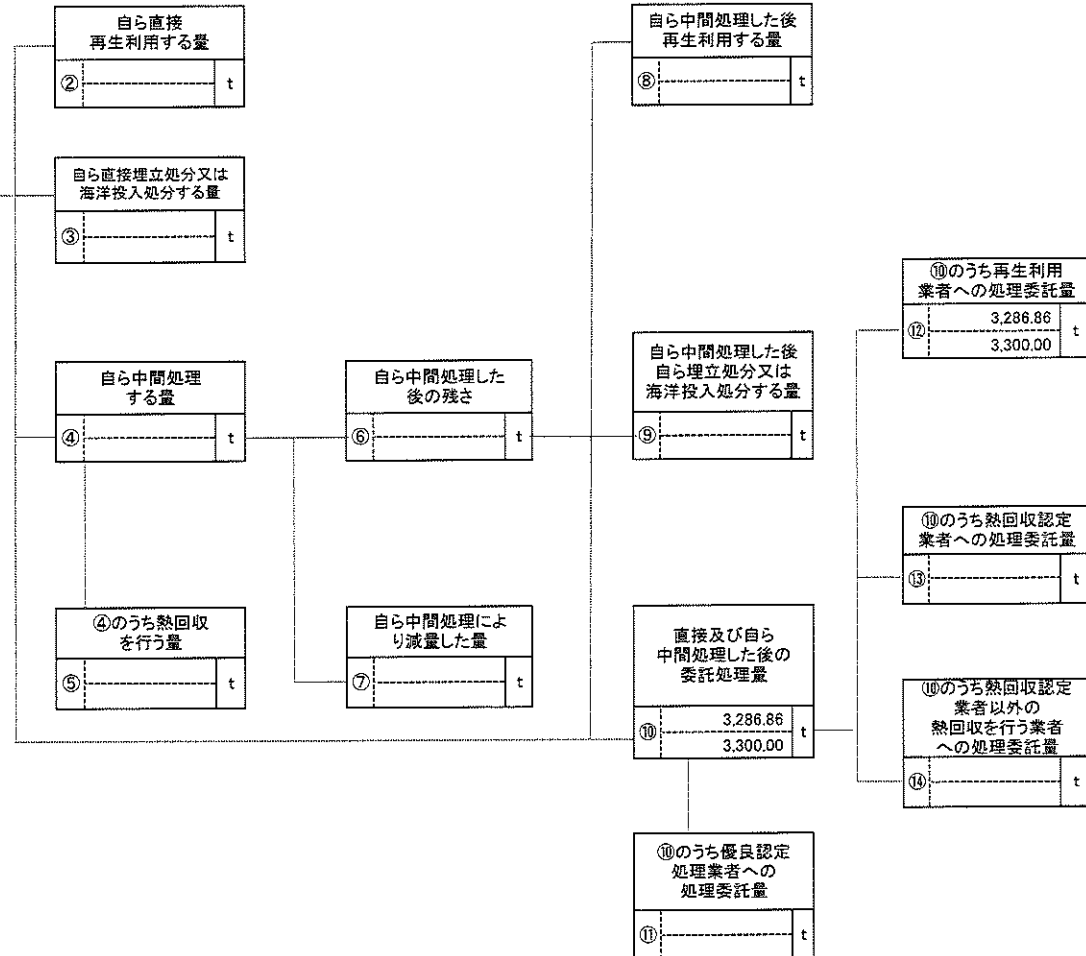 自ら直接
再生利用する量
②
t
自ら直接埋立処分又は
海洋投入処分する量
③
t
自ら中間処理
する量
④
t
④のうち熱回収
を行う量
⑤
t
自ら中間処理した
後の残さ
⑥
t
自ら中間処理によ
り減量した量
⑦
t
自ら中間処理した後
再生利用する量
⑧
t
自ら中間処理した後
自ら埋立処分又は
海洋投入処分する量
⑨
t
直接及び自ら
中間処理した後の
委託処理量
⑩
3,286.86
3,300.00
t
⑩のうち優良認定
処理業者への
処理委託量
⑪
t
⑩のうち再生利用
業者への処理委託量
⑫
3,286.86
3,300.00
t
⑩のうち熱回収認定
業者への処理委託量
⑬
t
⑩のうち熱回収認定
業者以外の
熱回収を行う業者
への処理委託量
⑭
t